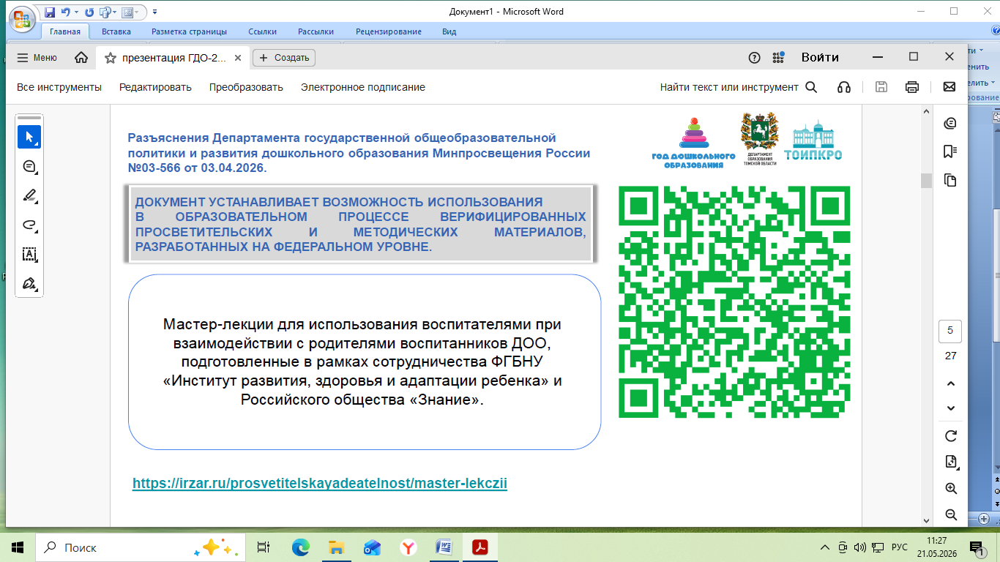 Документ1 - Microsoft Word
Главная Вставка Разметка страницы Ссылки Рассылки Рецензирование Вид
Меню презентация ГДО-2... Создать Войти
Все инструменты Редактировать Преобразовать Электронное подписание Найти текст или инструмент
Разъяснения Департамента государственной общеобразовательной
политики и развития дошкольного образования Минпросвещения России
№03-566 от 03.04.2026.
ГОД ДОШКОЛЬНОГО
ОБРАЗОВАНИЯ
ДЕПАРТАМЕНТ
ОБРАЗОВАНИЯ
ТОМСКОЙ ОБЛАСТИ
ТОИПКРО
ДОКУМЕНТ УСТАНАВЛИВАЕТ ВОЗМОЖНОСТЬ ИСПОЛЬЗОВАНИЯ
В ОБРАЗОВАТЕЛЬНОМ ПРОЦЕССЕ ВЕРИФИЦИРОВАННЫХ
ПРОСВЕТИТЕЛЬСКИХ И МЕТОДИЧЕСКИХ МАТЕРИАЛОВ,
РАЗРАБОТАННЫХ НА ФЕДЕРАЛЬНОМ УРОВНЕ.
Мастер-лекции для использования воспитателями при
взаимодействии с родителями воспитанников ДОО,
подготовленные в рамках сотрудничества ФГБНУ
«Институт развития, здоровья и адаптации ребенка» и
Российского общества «Знание».
https://irzar.ru/prosvetitelskayadeatelnost/master-lekczii
5
27
Поиск
РУС
11:27
21.05.2026
1